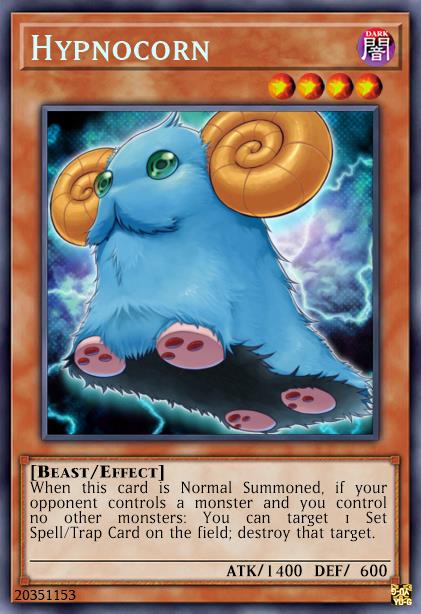 Hypnocorn
DARK
闇
[Beast/Effect]
When this card is Normal Summoned, if your
opponent controls a monster and you control
no other monsters: You can target 1 Set
Spell/Trap Card on the field; destroy that target.
ATK/1400 DEF/ 600
20351153